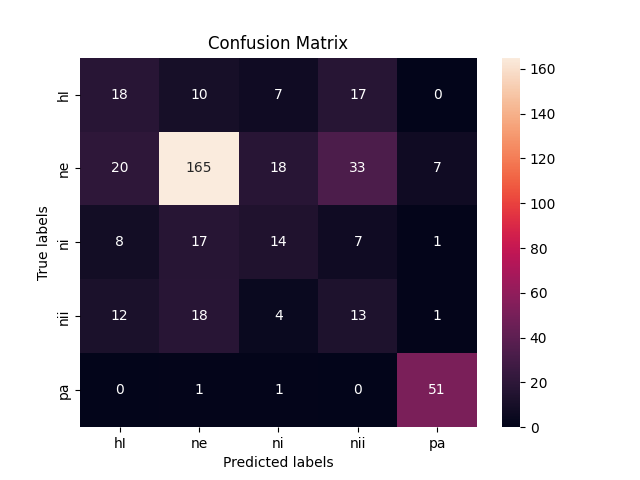 Confusion Matrix
True labels
hl 18 10 7 17 0
ne 20 165 18 33 7
ni 8 17 14 7 1
nii 12 18 4 13 1
pa 0 1 1 0 51
hl ne ni nii pa
Predicted labels
160
140
120
100
80
60
40
20
0